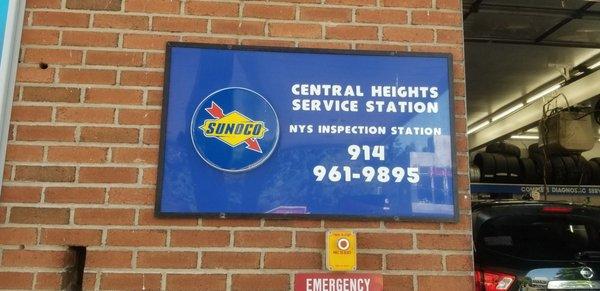 CENTRAL HEIGHTS
SERVICE STATION
SUNOCO
NYS INSPECTION STATION
914
961-9895
EMERGENCY